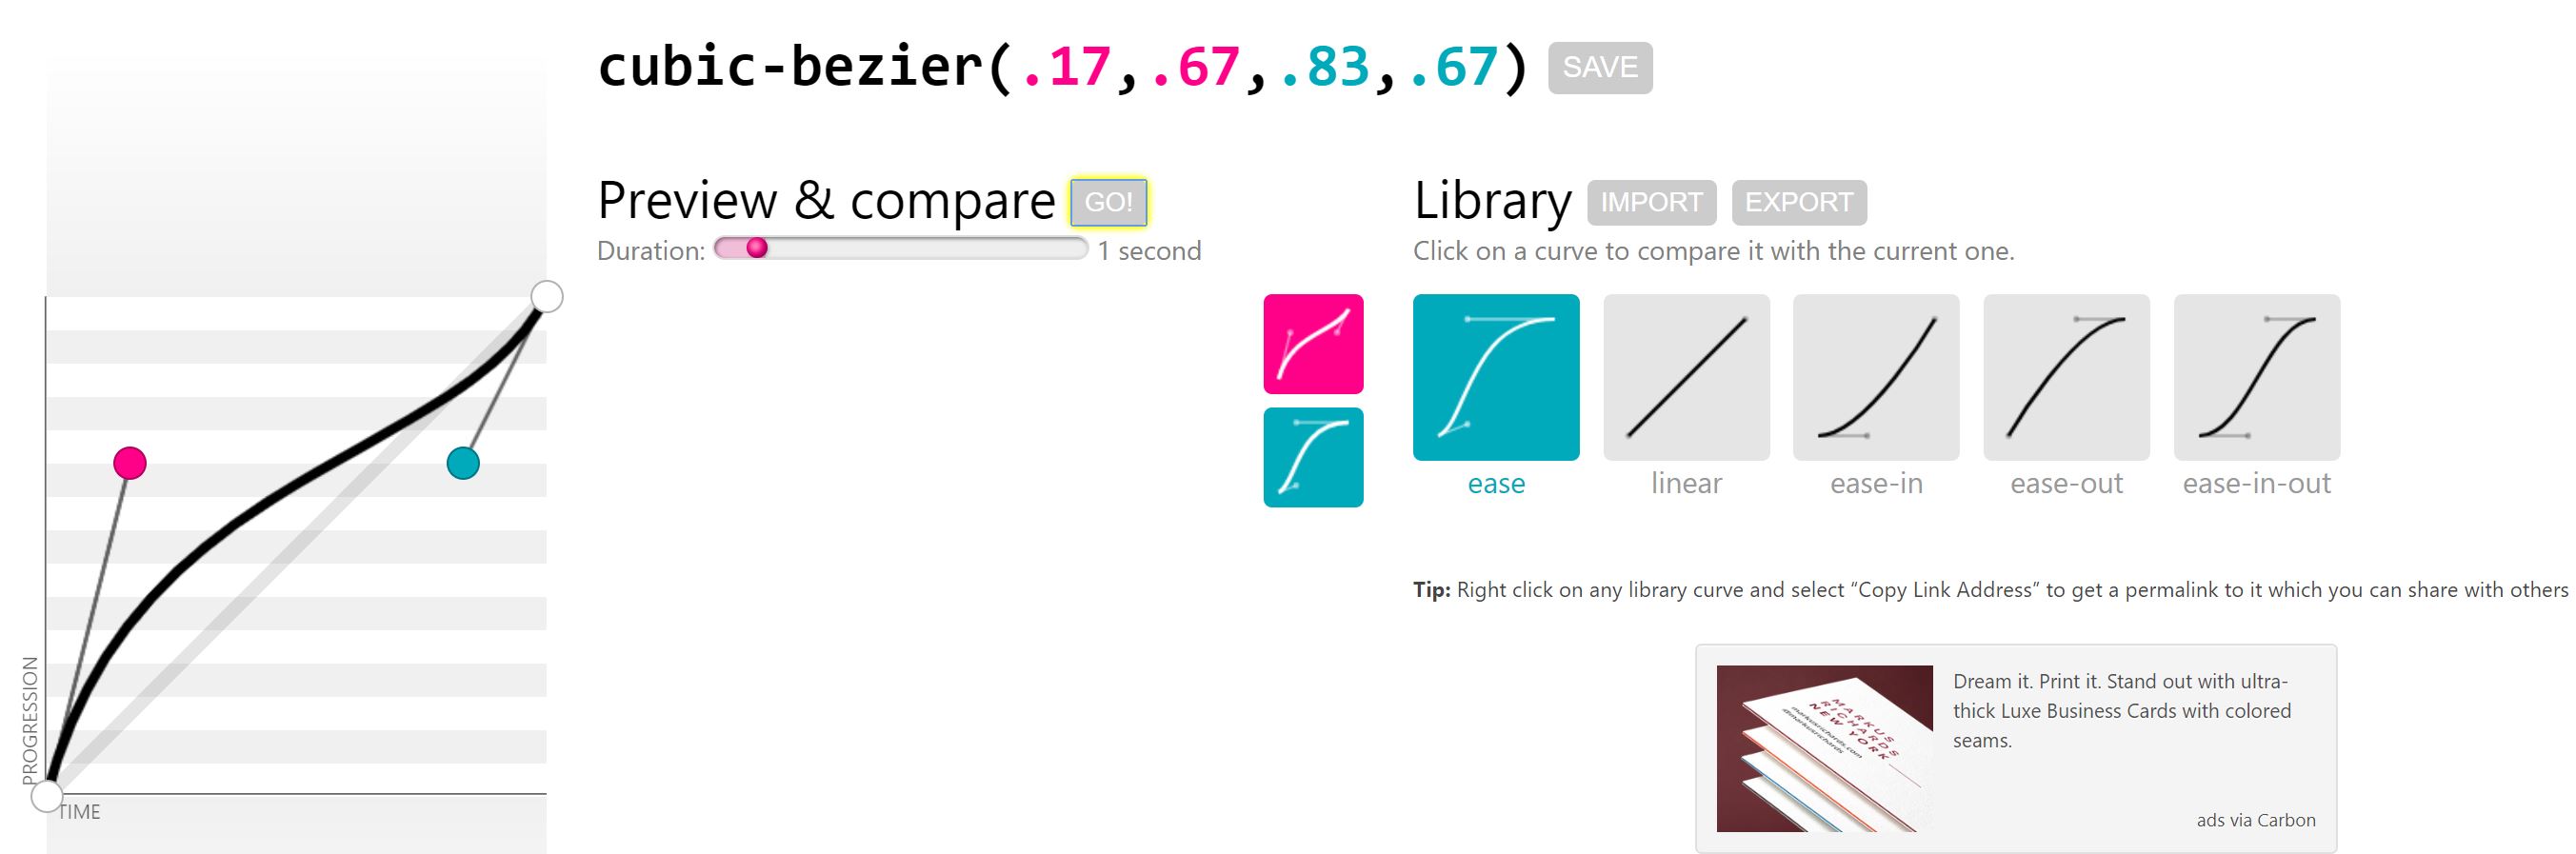 cubic-bezier(.17,.67,.83,.67) SAVE
Preview & compare GO!
Duration: 1 second
Library IMPORT EXPORT
Click on a curve to compare it with the current one.
ease linear ease-in ease-out ease-in-out
Tip: Right click on any library curve and select “Copy Link Address” to get a permalink to it which you can share with others
PROGRESSION
TIME
MARKUS
RICHARDS
NEW YORK
Dream it. Print it. Stand out with ultra-
thick Luxe Business Cards with colored
seams.
ads via Carbon